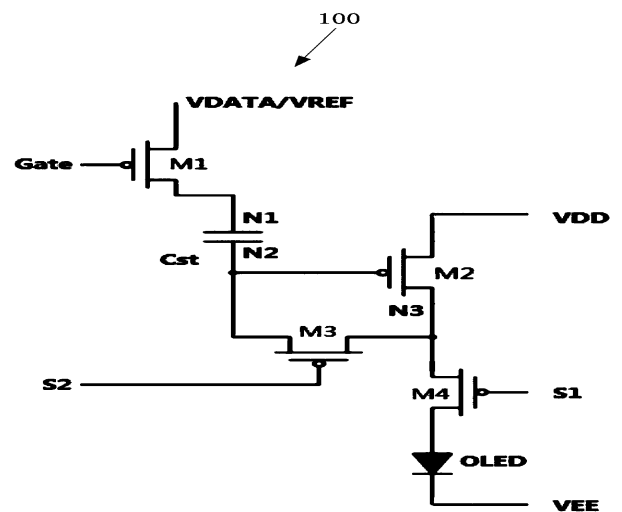 100
VDATA/VREF
Gate
M1
N1
VDD
Cst
N2
M2
N3
M3
S2
M4
S1
OLED
VEE